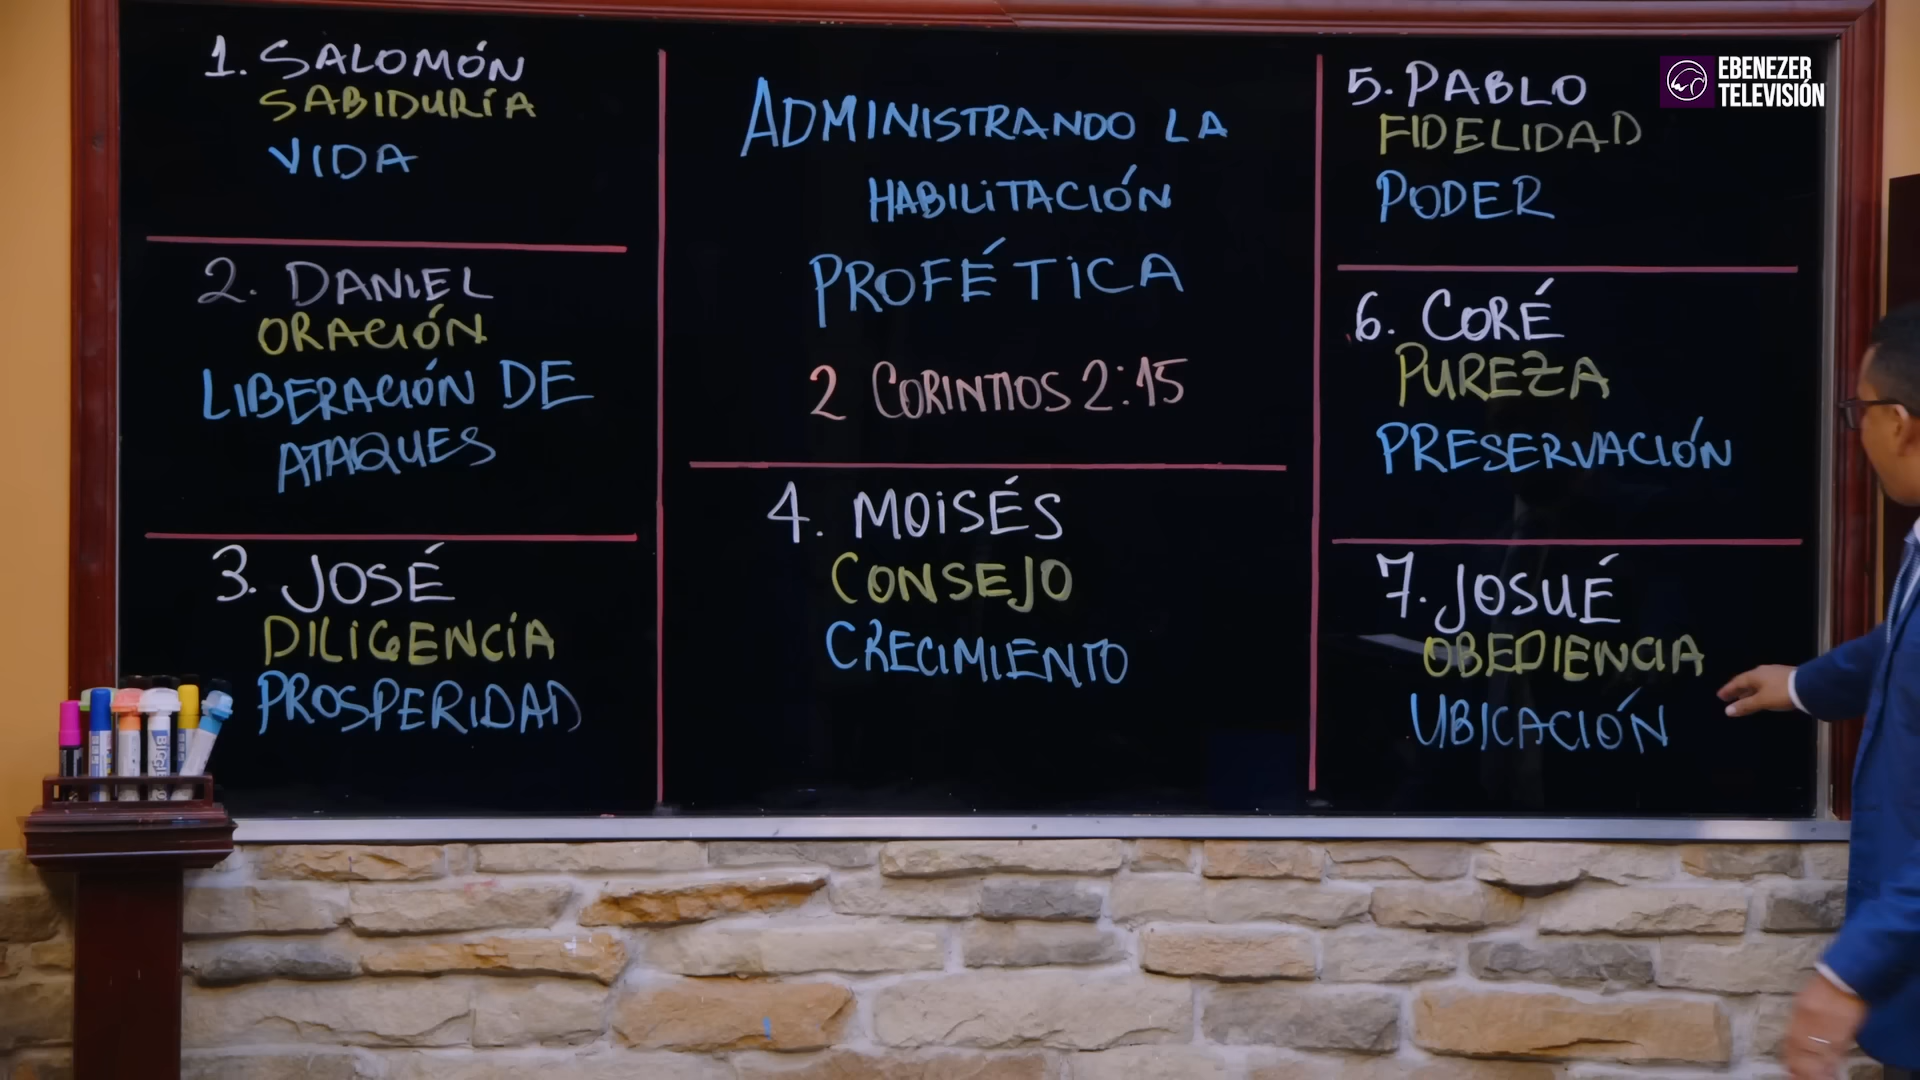 1. SALOMÓN
SABIDURÍA
VIDA
2. DANIEL
ORACIÓN
LIBERACIÓN DE
ATAQUES
3. JOSÉ
DILIGENCIA
PROSPERIDAD
ADMINISTRANDO LA
HABILITACIÓN
PROFÉTICA
2 CORINTIOS 2:15
4. MOISÉS
CONSEJO
CRECIMIENTO
5. PABLO
FIDELIDAD
PODER
6. CORÉ
PUREZA
PRESERVACIÓN
7. JOSUÉ
OBEDIENCIA
UBICACIÓN
EBENEZER
TELEVISIÓN